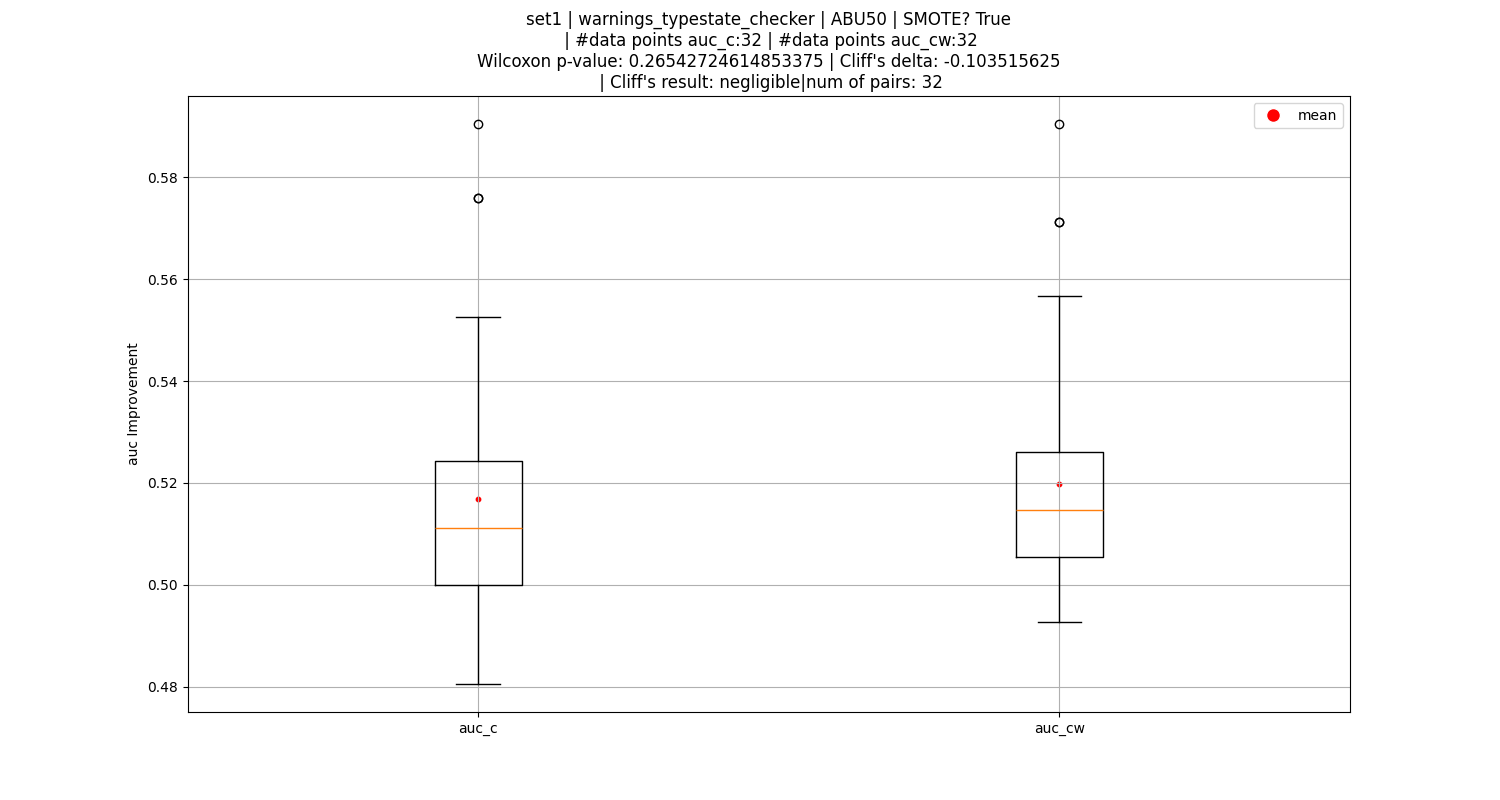 set1 | warnings_typestate_checker | ABU50 | SMOTE? True
| #data points auc_c:32 | #data points auc_cw:32
Wilcoxon p-value: 0.26542724614853375 | Cliff's delta: -0.103515625
| Cliff's result: negligible|num of pairs: 32
mean
0.58
0.56
0.54
0.52
0.50
0.48
auc Improvement
auc_c
auc_cw